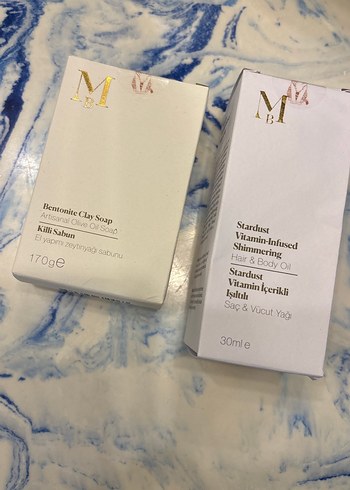 MB
Bentonite Clay Soap
Artisanal Olive Oil Soap
Killi Sabun
El yapımı zeytinyağı sabunu
170g e
MB
Stardust
Vitamin-Infused
Shimmering
Hair & Body Oil
Stardust
Vitamin İçerikli
Işıltılı
Saç & Vücut Yağı
30ml e